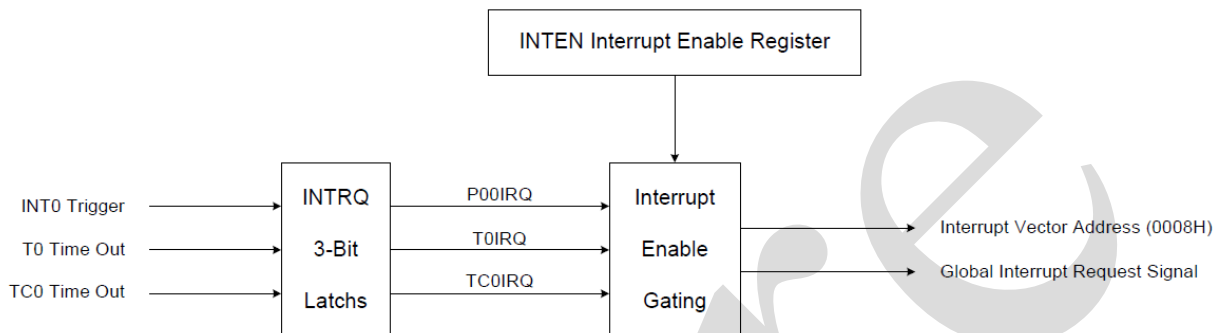 INTEN Interrupt Enable Register
INT0 Trigger
T0 Time Out
TC0 Time Out
INTRQ
3-Bit
Latchs
P00IRQ
T0IRQ
TC0IRQ
Interrupt
Enable
Gating
Interrupt Vector Address (0008H)
Global Interrupt Request Signal